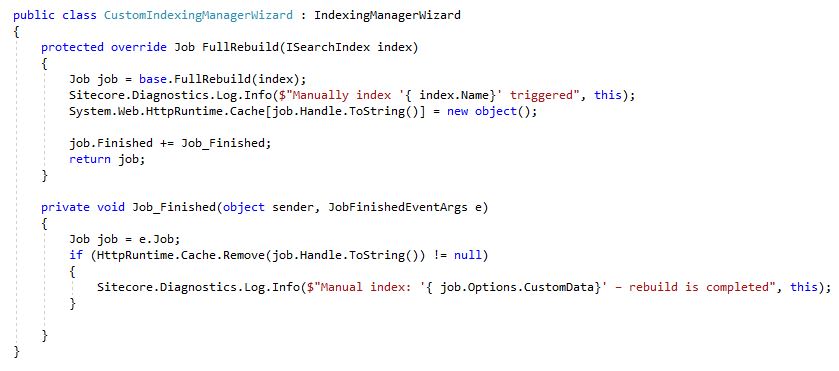 public class CustomIndexingManagerWizard : IndexingManagerWizard
{
    protected override Job FullRebuild(ISearchIndex index)
    {
        Job job = base.FullRebuild(index);
        Sitecore.Diagnostics.Log.Info($"Manually index '{ index.Name}' triggered", this);
        System.Web.HttpRuntime.Cache[job.Handle.ToString()] = new object();

        job.Finished += Job_Finished;
        return job;
    }

    private void Job_Finished(object sender, JobFinishedEventArgs e)
    {
        Job job = e.Job;
        if (HttpRuntime.Cache.Remove(job.Handle.ToString()) != null)
        {
            Sitecore.Diagnostics.Log.Info($"Manual index: '{ job.Options.CustomData}' – rebuild is completed", this);
        }

    }
}